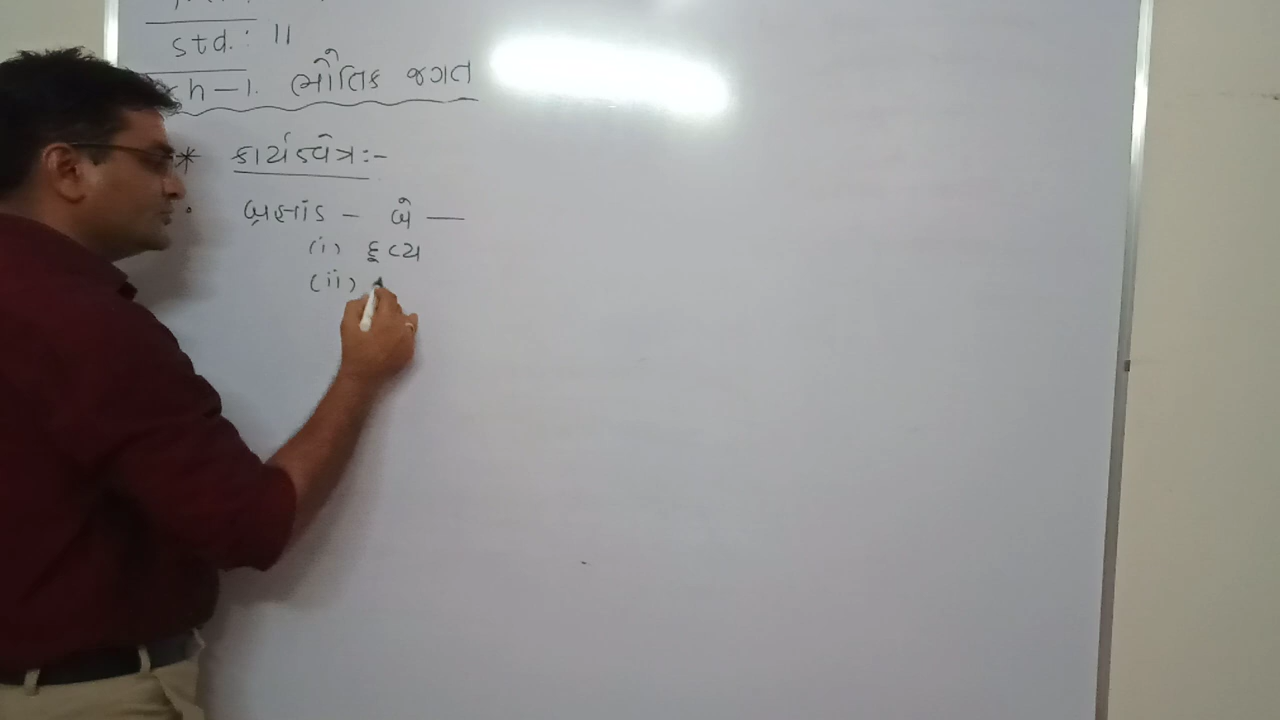 std. : 11
ch-1. ભૌતિક જગત
* કાર્યક્ષેત્ર :-
• બ્રહ્માંડ - બે —
(i) દ્રવ્ય
(ii)